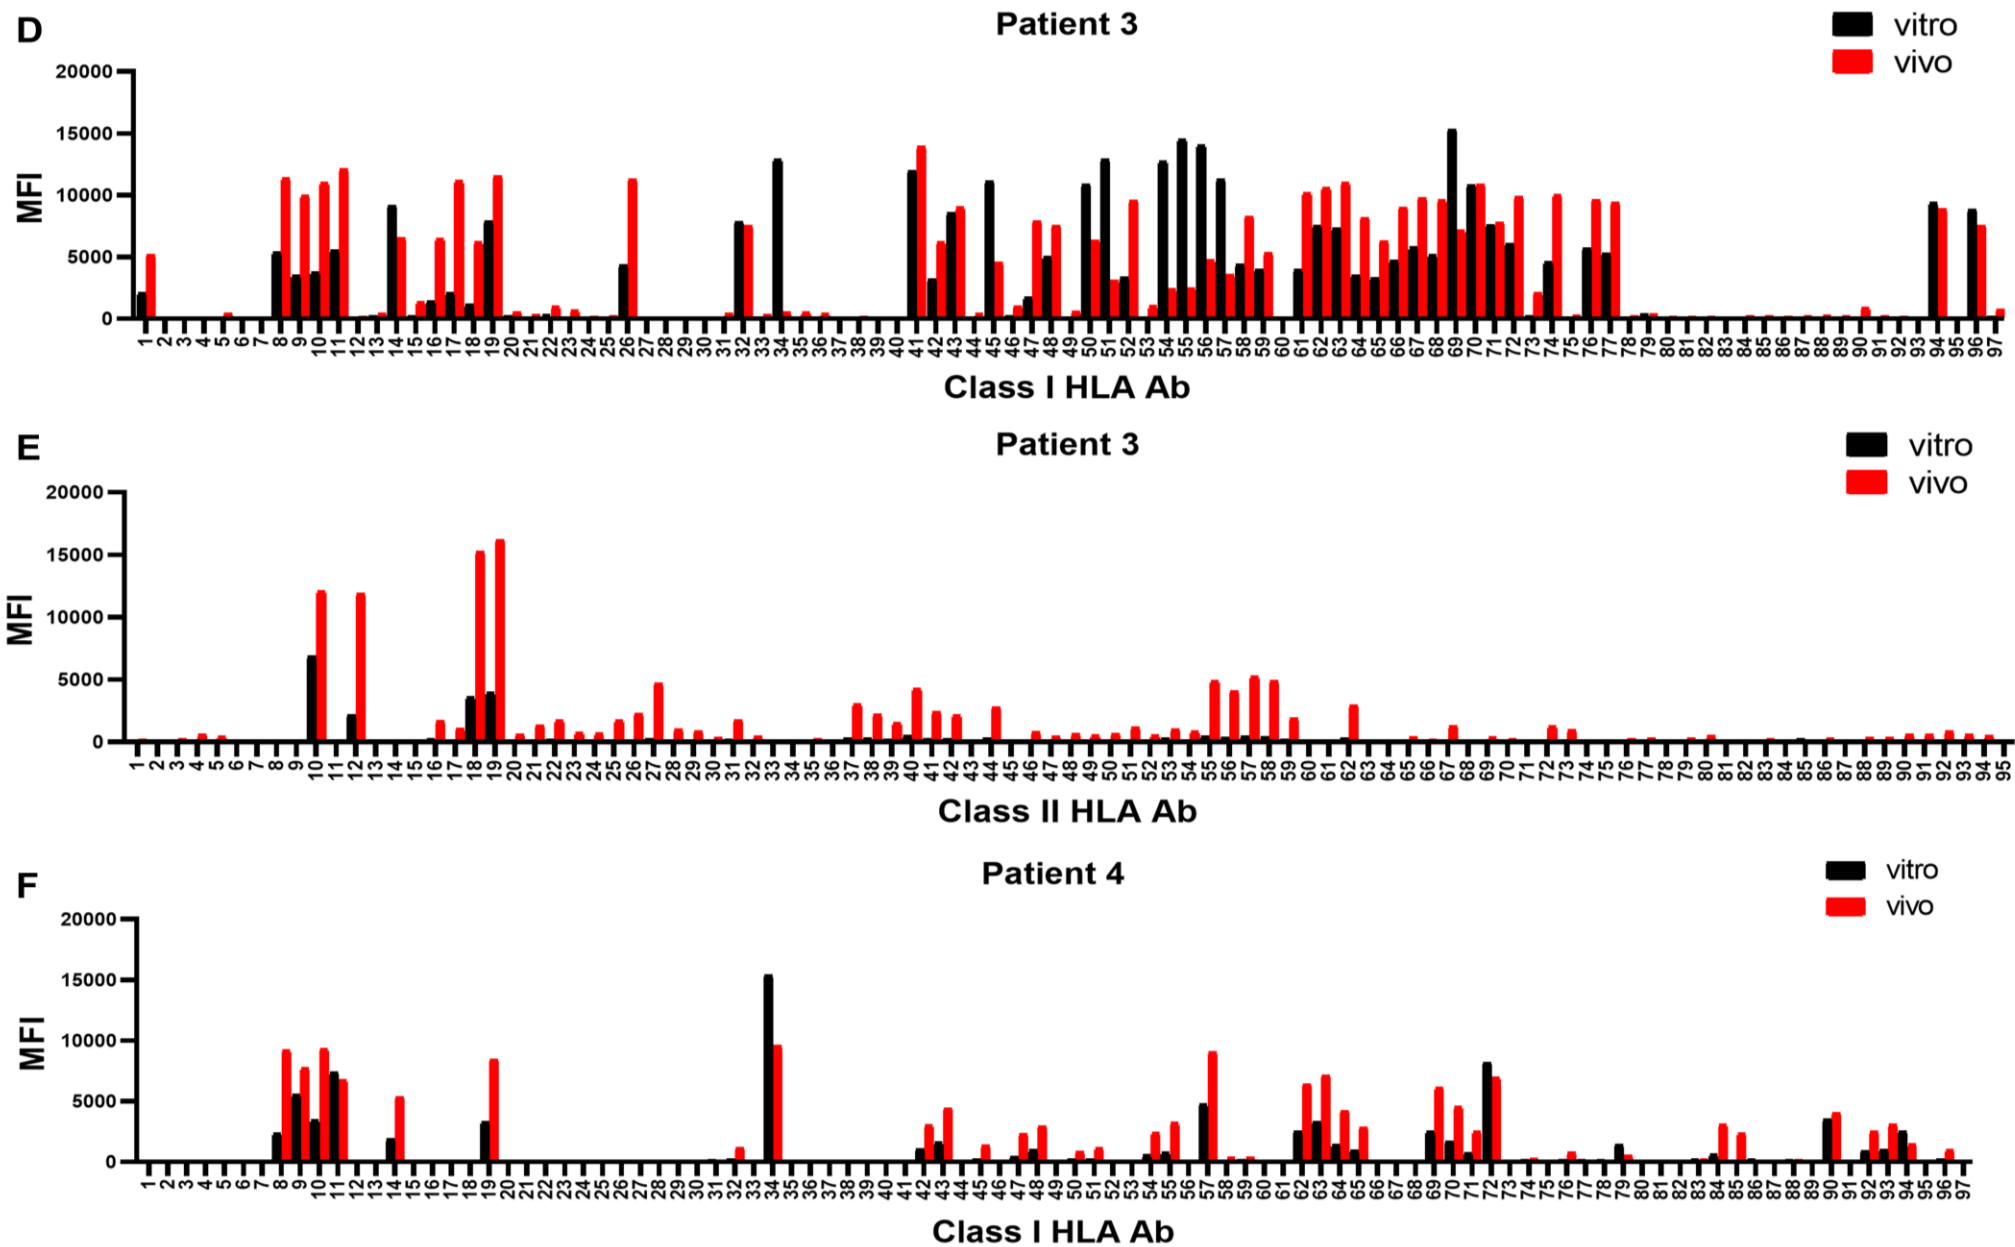 D
Patient 3
vitro
vivo
20000
15000
10000
5000
0
MFI
1 2 3 4 5 6 7 8 9 10 11 12 13 14 15 16 17 18 19 20 21 22 23 24 25 26 27 28 29 30 31 32 33 34 35 36 37 38 39 40 41 42 43 44 45 46 47 48 49 50 51 52 53 54 55 56 57 58 59 60 61 62 63 64 65 66 67 68 69 70 71 72 73 74 75 76 77 78 79 80 81 82 83 84 85 86 87 88 89 90 91 92 93 94 95 96 97
Class I HLA Ab
E
Patient 3
vitro
vivo
20000
15000
10000
5000
0
MFI
1 2 3 4 5 6 7 8 9 10 11 12 13 14 15 16 17 18 19 20 21 22 23 24 25 26 27 28 29 30 31 32 33 34 35 36 37 38 39 40 41 42 43 44 45 46 47 48 49 50 51 52 53 54 55 56 57 58 59 60 61 62 63 64 65 66 67 68 69 70 71 72 73 74 75 76 77 78 79 80 81 82 83 84 85 86 87 88 89 90 91 92 93 94 95
Class II HLA Ab
F
Patient 4
vitro
vivo
20000
15000
10000
5000
0
MFI
1 2 3 4 5 6 7 8 9 10 11 12 13 14 15 16 17 18 19 20 21 22 23 24 25 26 27 28 29 30 31 32 33 34 35 36 37 38 39 40 41 42 43 44 45 46 47 48 49 50 51 52 53 54 55 56 57 58 59 60 61 62 63 64 65 66 67 68 69 70 71 72 73 74 75 76 77 78 79 80 81 82 83 84 85 86 87 88 89 90 91 92 93 94 95 96 97
Class I HLA Ab